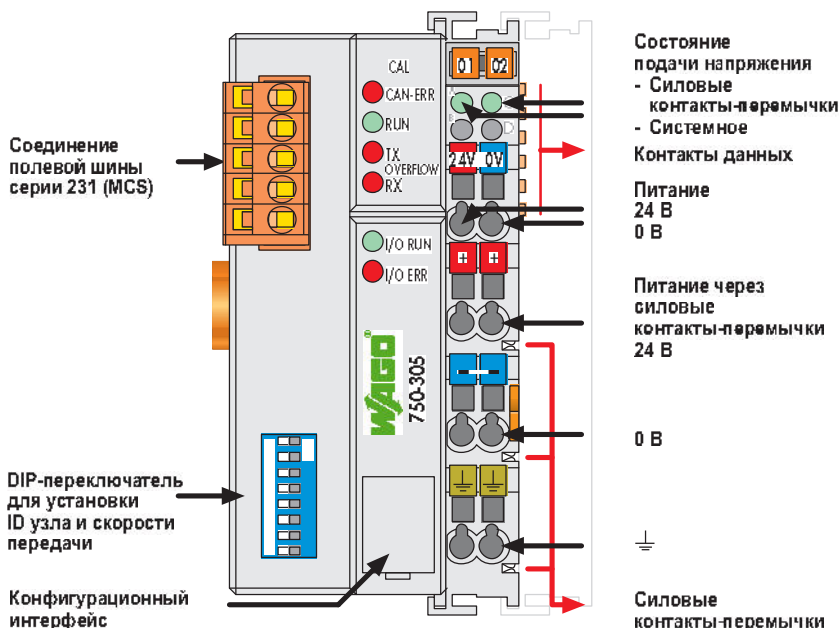 Соединение
полевой шины
серии 231 (MCS)
DIP-переключатель
для установки
ID узла и скорости
передачи
Конфигурационный
интерфейс
CAL
CAN-ERR
RUN
TX
OVERFLOW
RX
I/O RUN
I/O ERR
WAGO
®
750-305
01 02
A C
B D
24V 0V
+ +
Состояние
подачи напряжения
- Силовые
контакты-перемычки
- Системное
Контакты данных
Питание
24 В
0 В
Питание через
силовые
контакты-перемычки
24 В
0 В
Силовые
контакты-перемычки